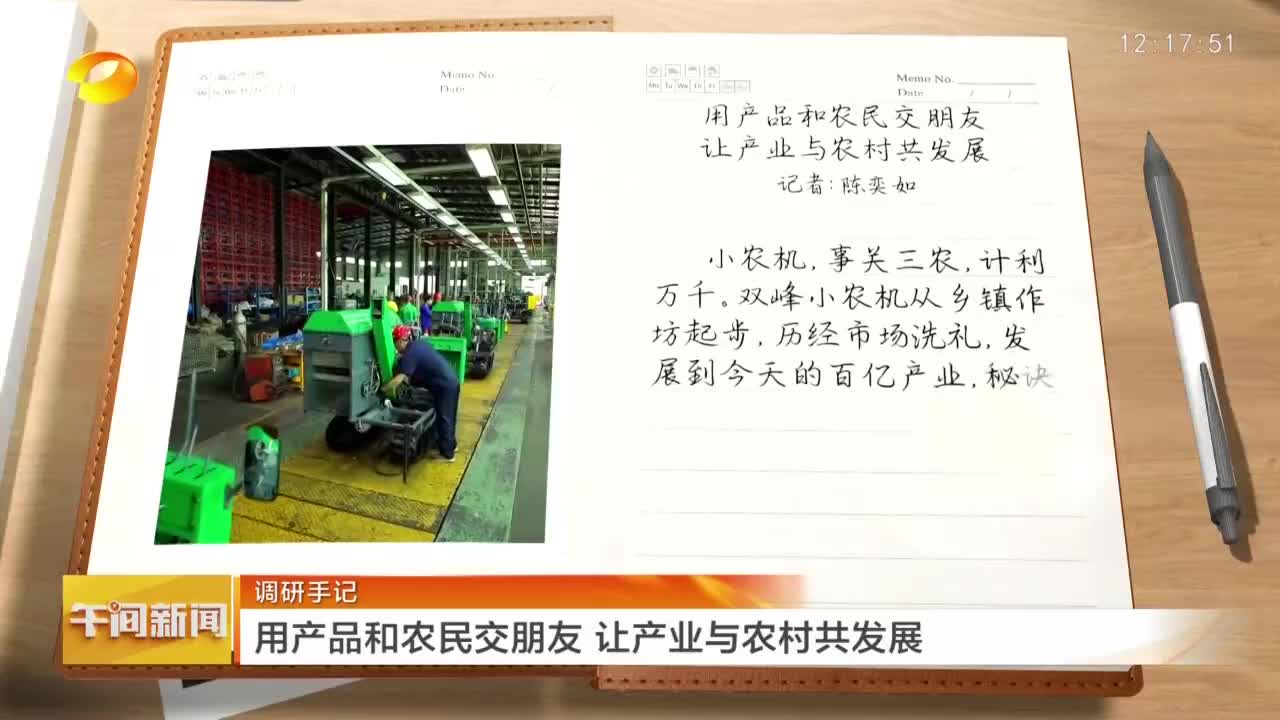 12:17:51
Memo No.
Date / /
Memo No.
Mo Tu We Th Fr
Date / /
用产品和农民交朋友
让产业与农村共发展
记者:陈奕如
小农机,事关三农,计利
万千。双峰小农机从乡镇作
坊起步,历经市场洗礼,发
展到今天的百亿产业,秘诀
调研手记
午间新闻
用产品和农民交朋友 让产业与农村共发展